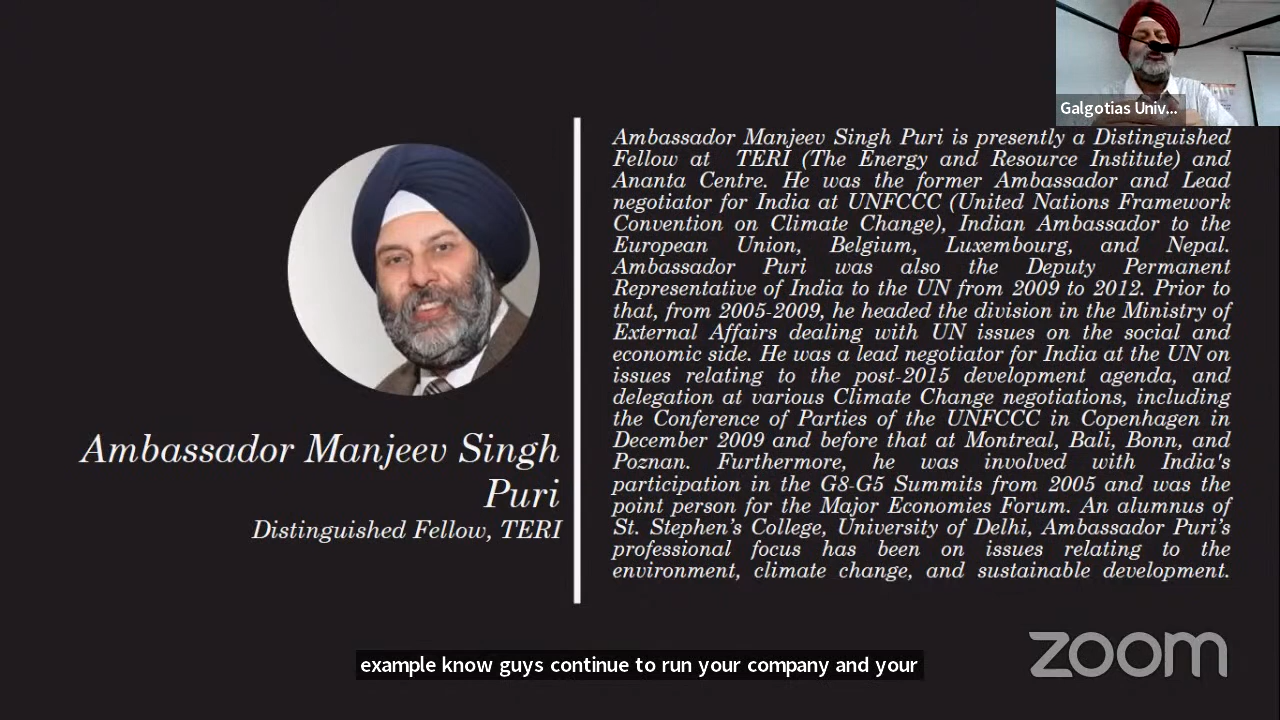 Galgotias Univ...
Ambassador Manjeev Singh Puri is presently a Distinguished
Fellow at TERI (The Energy and Resource Institute) and
Ananta Centre. He was the former Ambassador and Lead
negotiator for India at UNFCCC (United Nations Framework
Convention on Climate Change), Indian Ambassador to the
European Union, Belgium, Luxembourg, and Nepal.
Ambassador Puri was also the Deputy Permanent
Representative of India to the UN from 2009 to 2012. Prior to
that, from 2005-2009, he headed the division in the Ministry of
External Affairs dealing with UN issues on the social and
economic side. He was a lead negotiator for India at the UN on
issues relating to the post-2015 development agenda, and
delegation at various Climate Change negotiations, including
the Conference of Parties of the UNFCCC in Copenhagen in
December 2009 and before that at Montreal, Bali, Bonn, and
Poznan. Furthermore, he was involved with India's
participation in the G8-G5 Summits from 2005 and was the
point person for the Major Economies Forum. An alumnus of
St. Stephen's College, University of Delhi, Ambassador Puri's
professional focus has been on issues relating to the
environment, climate change, and sustainable development.
Ambassador Manjeev Singh
Puri
Distinguished Fellow, TERI
example know guys continue to run your company and your
zoom